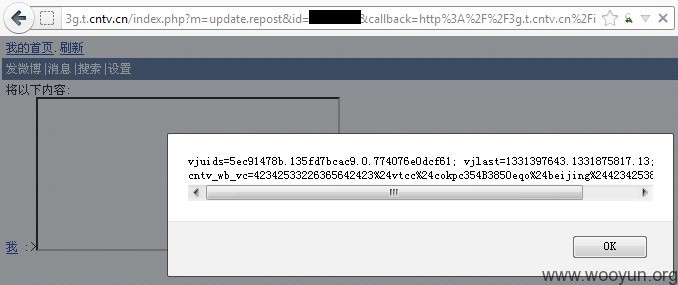 3g.t.cntv.cn/index.php?m=update.repost&id= &callback=http%3A%2F%2F3g.t.cntv.cn%2Fi
我的首页.刷新
发微博|消息|搜索|设置
将以下内容:
vjuids=5ec91478b.135fd7bcac9.0.774076e0dcf61; vjlast=1331397643.1331875817.13;
cntv_wb_vc=42342533226365642423%24vtcc%24cokpc354B3850eqo%24beijing%2442342538
我 :>
OK
www.wooyun.org